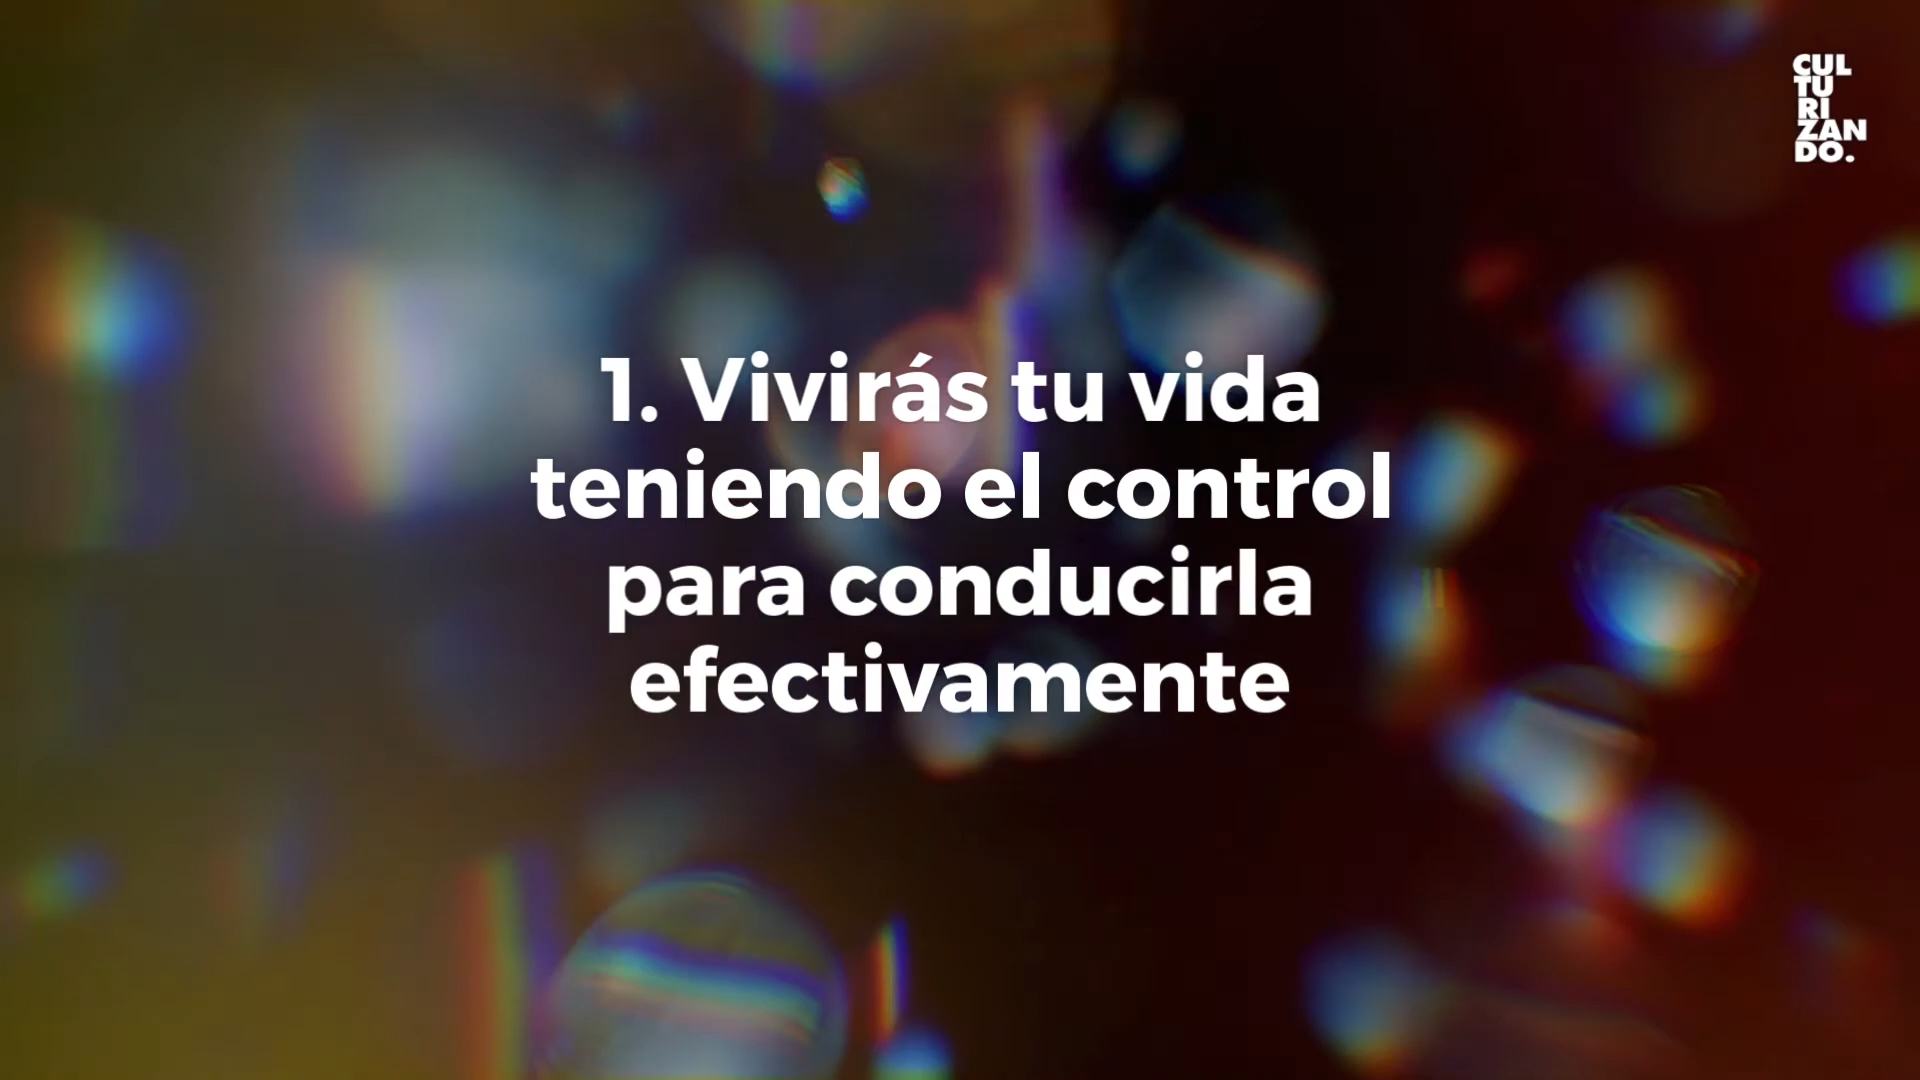 CUL
TU
RI
ZAN
DO.
1. Vivirás tu vida
teniendo el control
para conducirla
efectivamente